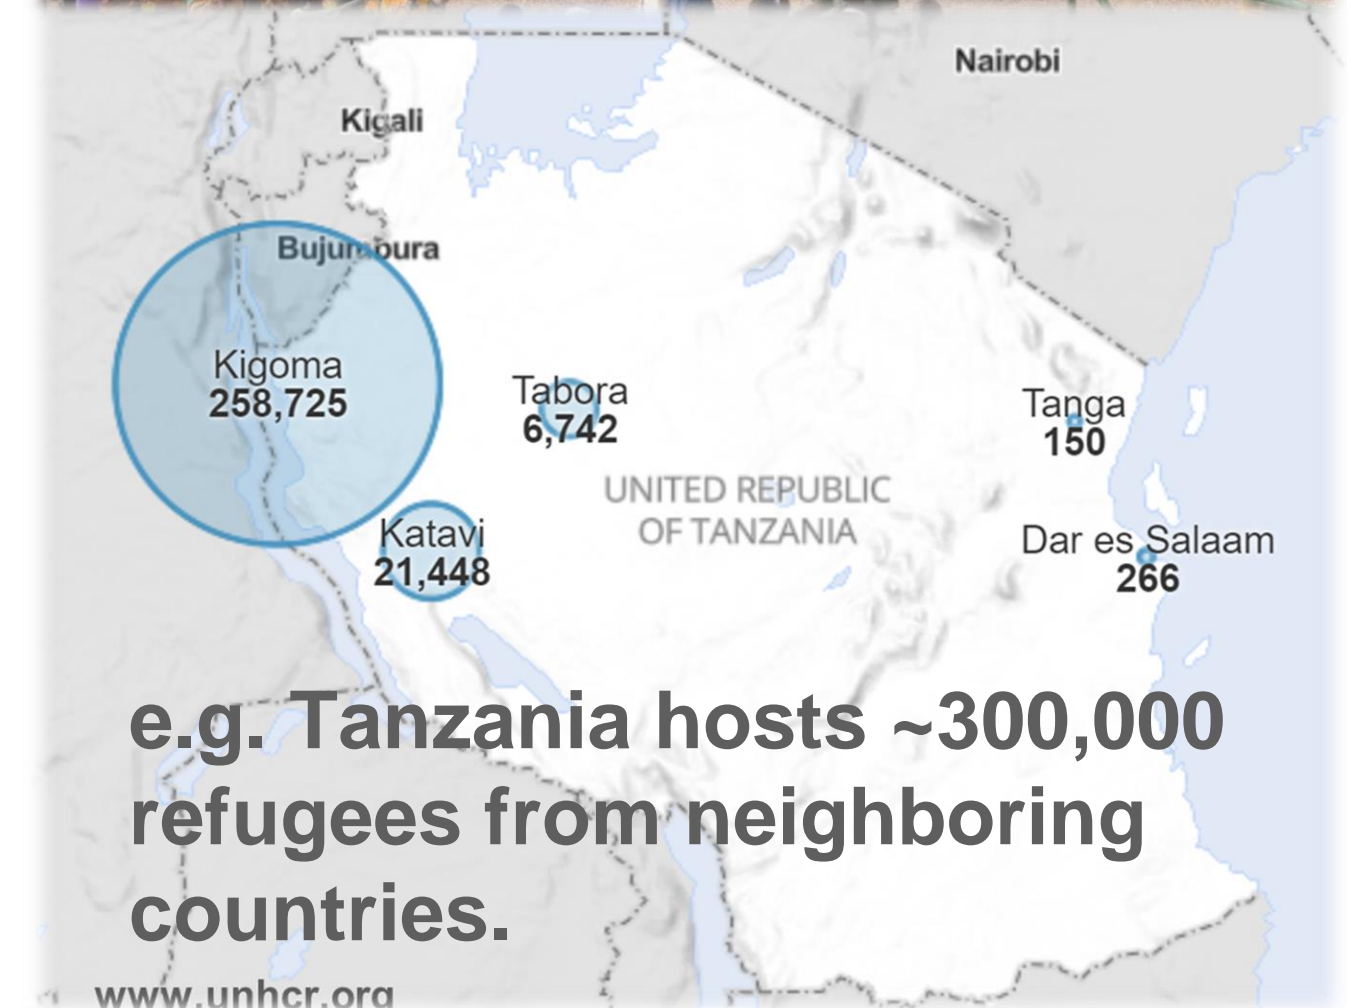 Nairobi
Kigali
Bujumbura
Kigoma
258,725
Tabora
6,742
Tanga
150
UNITED REPUBLIC
OF TANZANIA
Katavi
21,448
Dar es Salaam
266
e.g. Tanzania hosts ~300,000
refugees from neighboring
countries.
www.unhcr.org